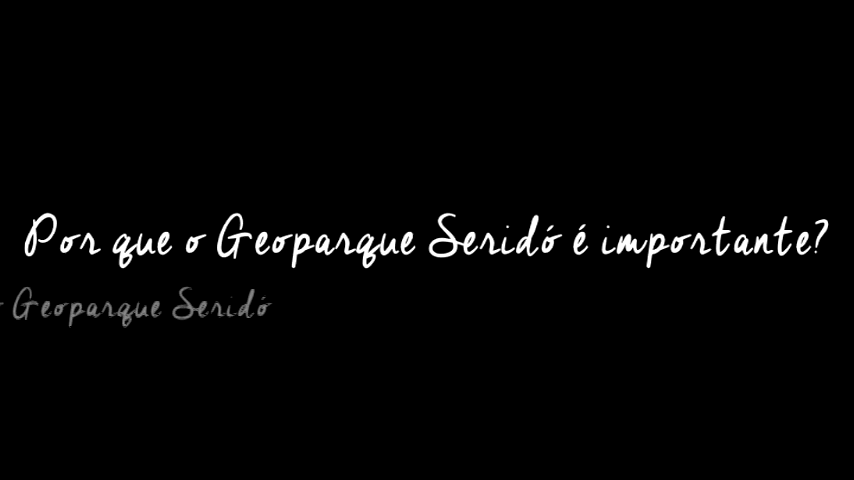 Por que o Geoparque Seridó é importante?
o Geoparque Seridó